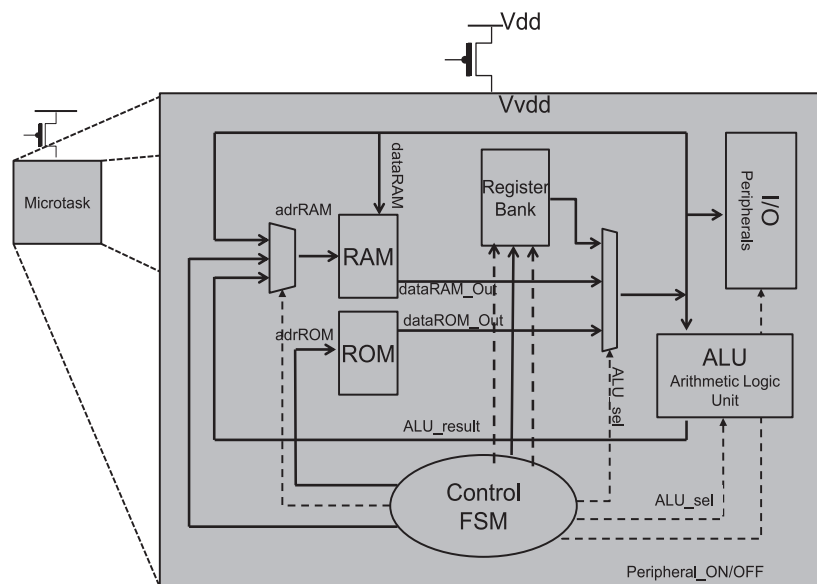 Vdd
Vvdd
Microtask
adrRAM
dataRAM
RAM
Register
Bank
I/O
Peripherals
dataRAM_Out
adrROM
dataROM_Out
ROM
ALU
Arithmetic Logic
Unit
ALU_sel
ALU_result
Control
FSM
ALU_sel
Peripheral_ON/OFF